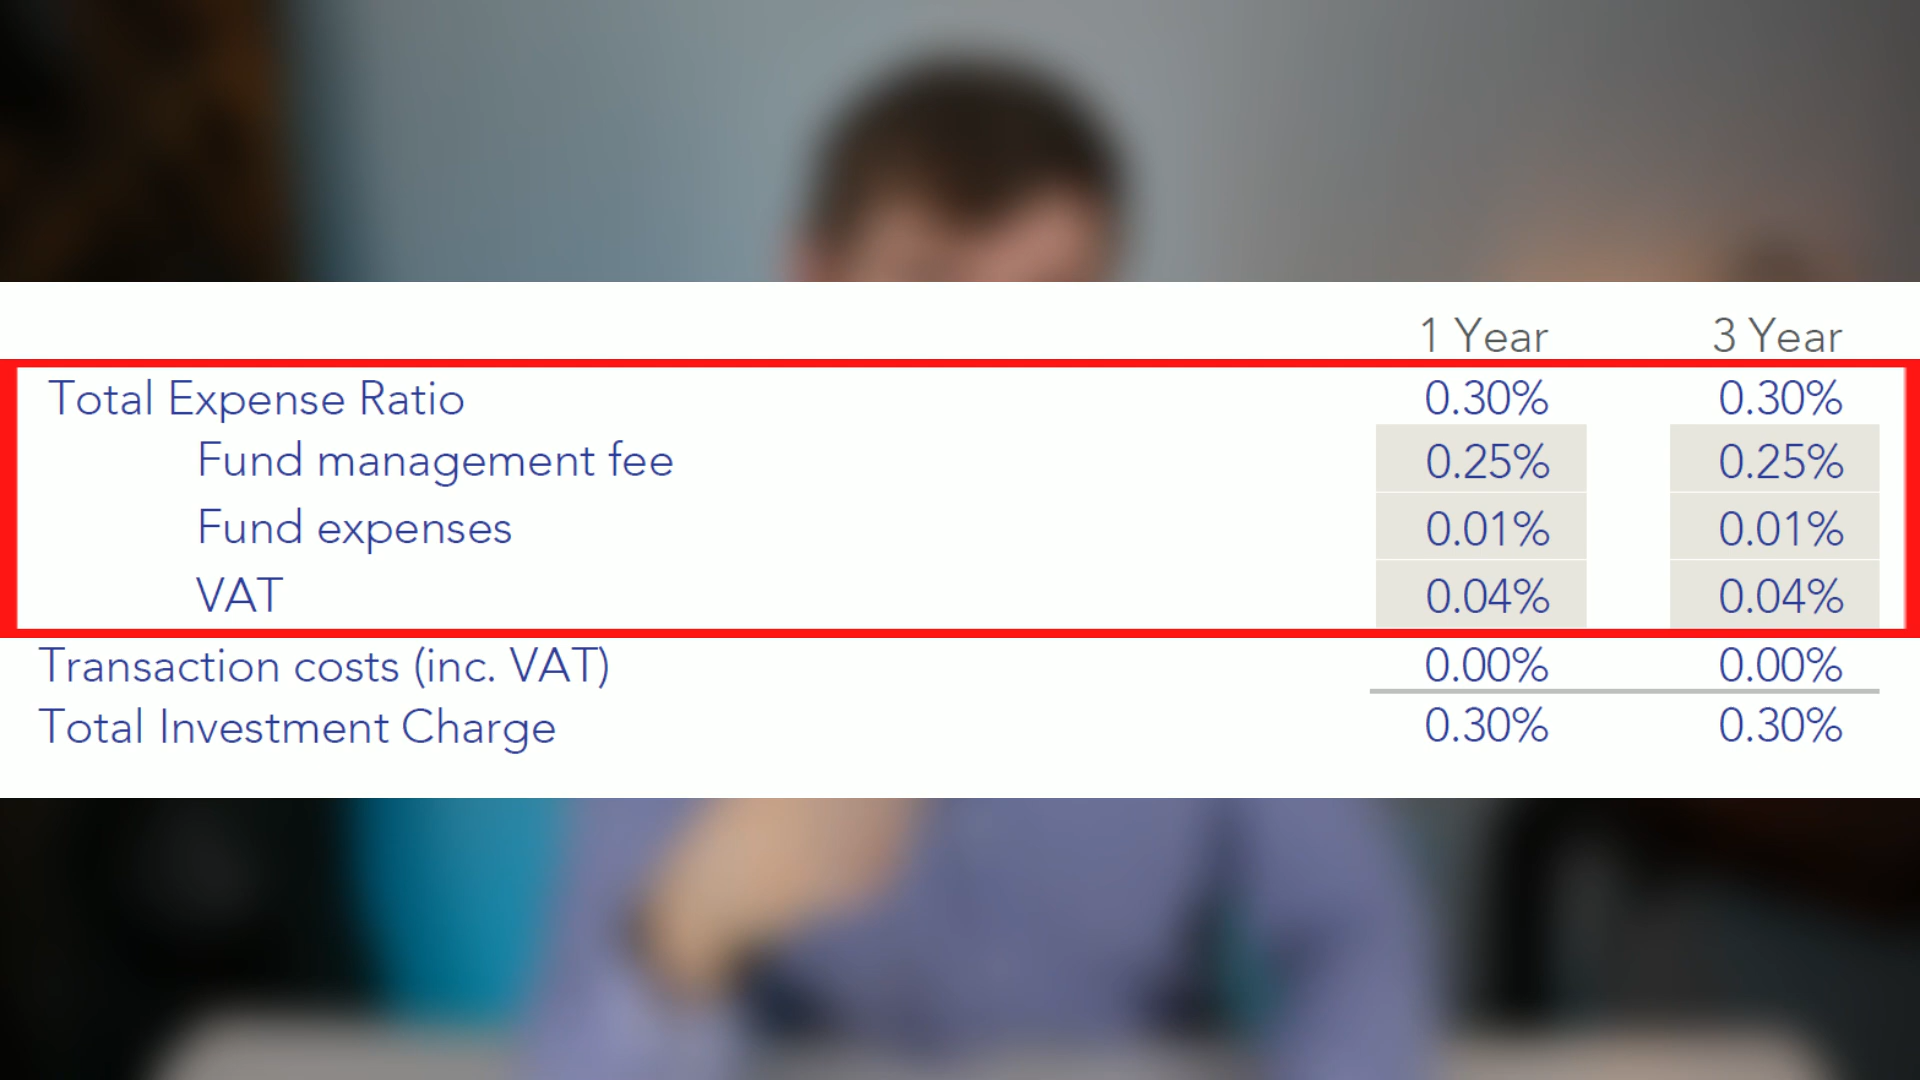 1 Year 3 Year
Total Expense Ratio 0.30% 0.30%
Fund management fee 0.25% 0.25%
Fund expenses 0.01% 0.01%
VAT 0.04% 0.04%
Transaction costs (inc. VAT) 0.00% 0.00%
Total Investment Charge 0.30% 0.30%